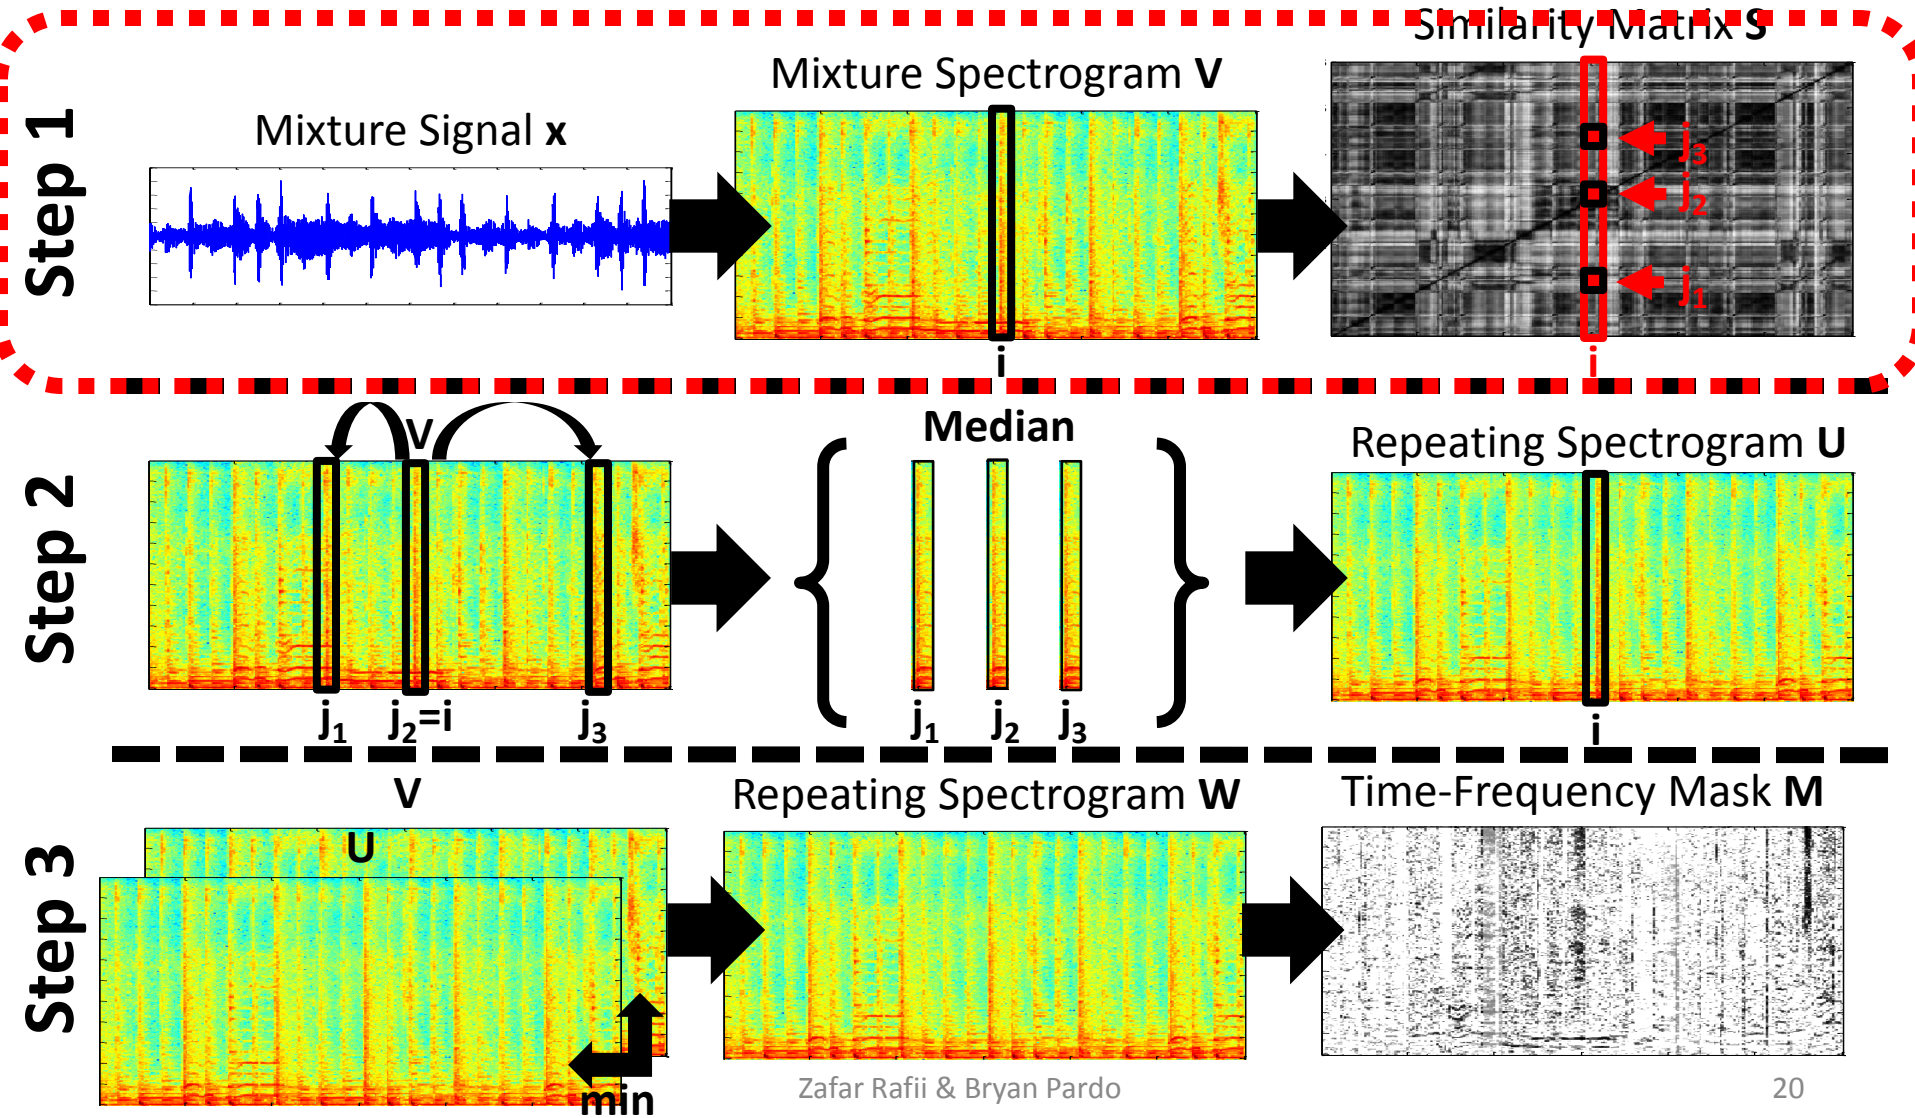 Step 1
Mixture Signal x
Mixture Spectrogram V
i
Similarity Matrix S
j3
j2
j1
i
Step 2
V
j1 j2=i j3
Median
j1 j2 j3
Repeating Spectrogram U
i
Step 3
V
U
min
Repeating Spectrogram W
Time-Frequency Mask M
Zafar Rafii & Bryan Pardo
20